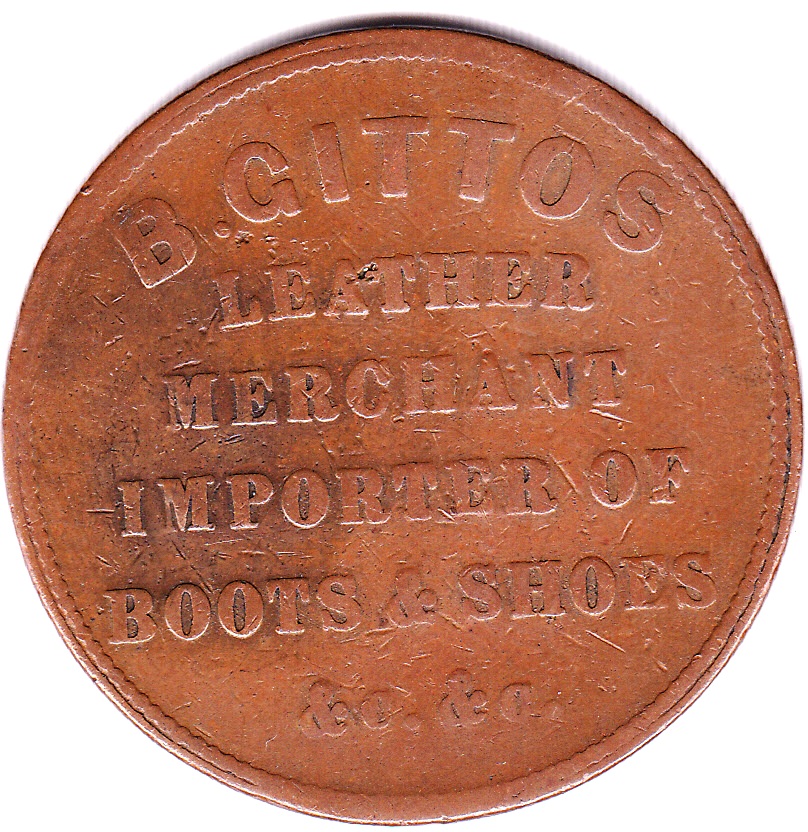 B. GITTOS
LEATHER
MERCHANT
IMPORTER OF
BOOTS & SHOES
&c. &c.